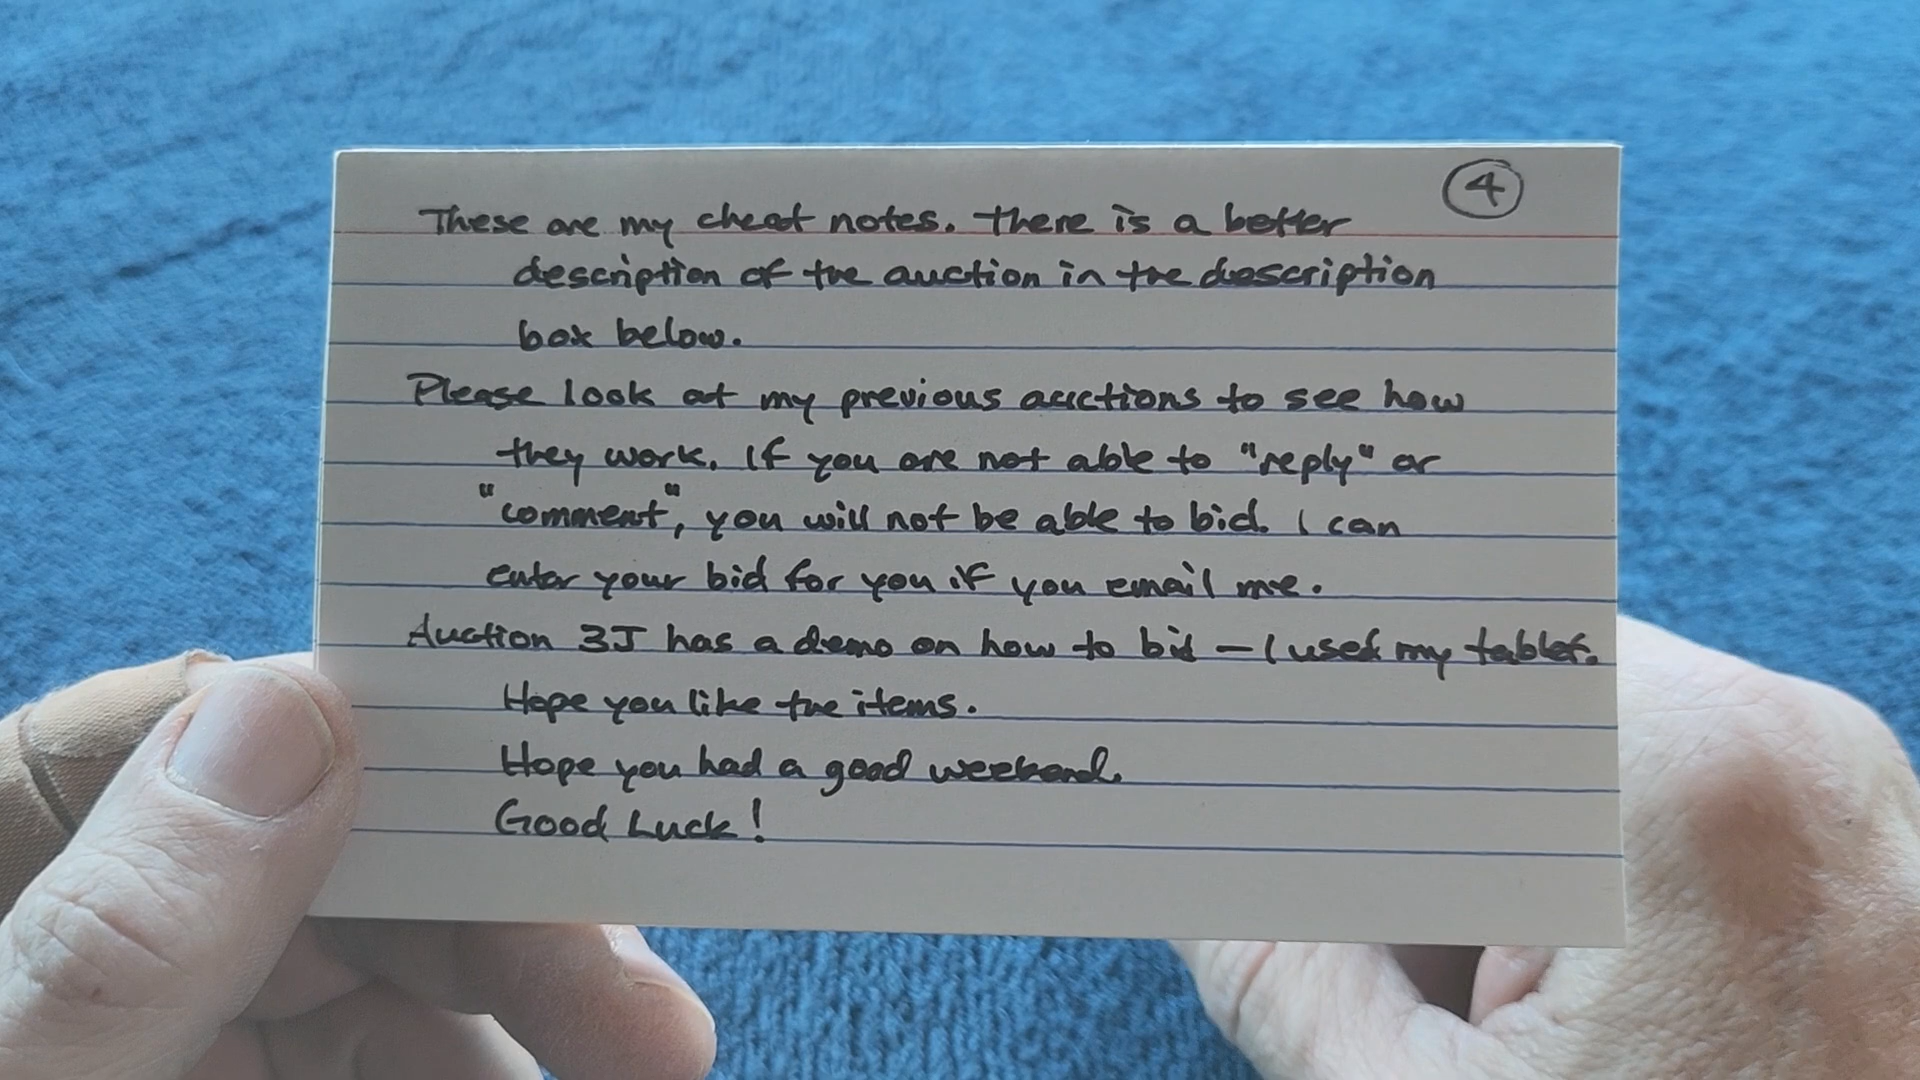 4
These are my cheat notes. There is a better
description of the auction in the description
box below.
Please look at my previous auctions to see how
they work. If you are not able to "reply" or
"comment", you will not be able to bid. I can
enter your bid for you if you email me.
Auction 3J has a demo on how to bid – I used my tablet.
Hope you like the items.
Hope you had a good weekend.
Good Luck!